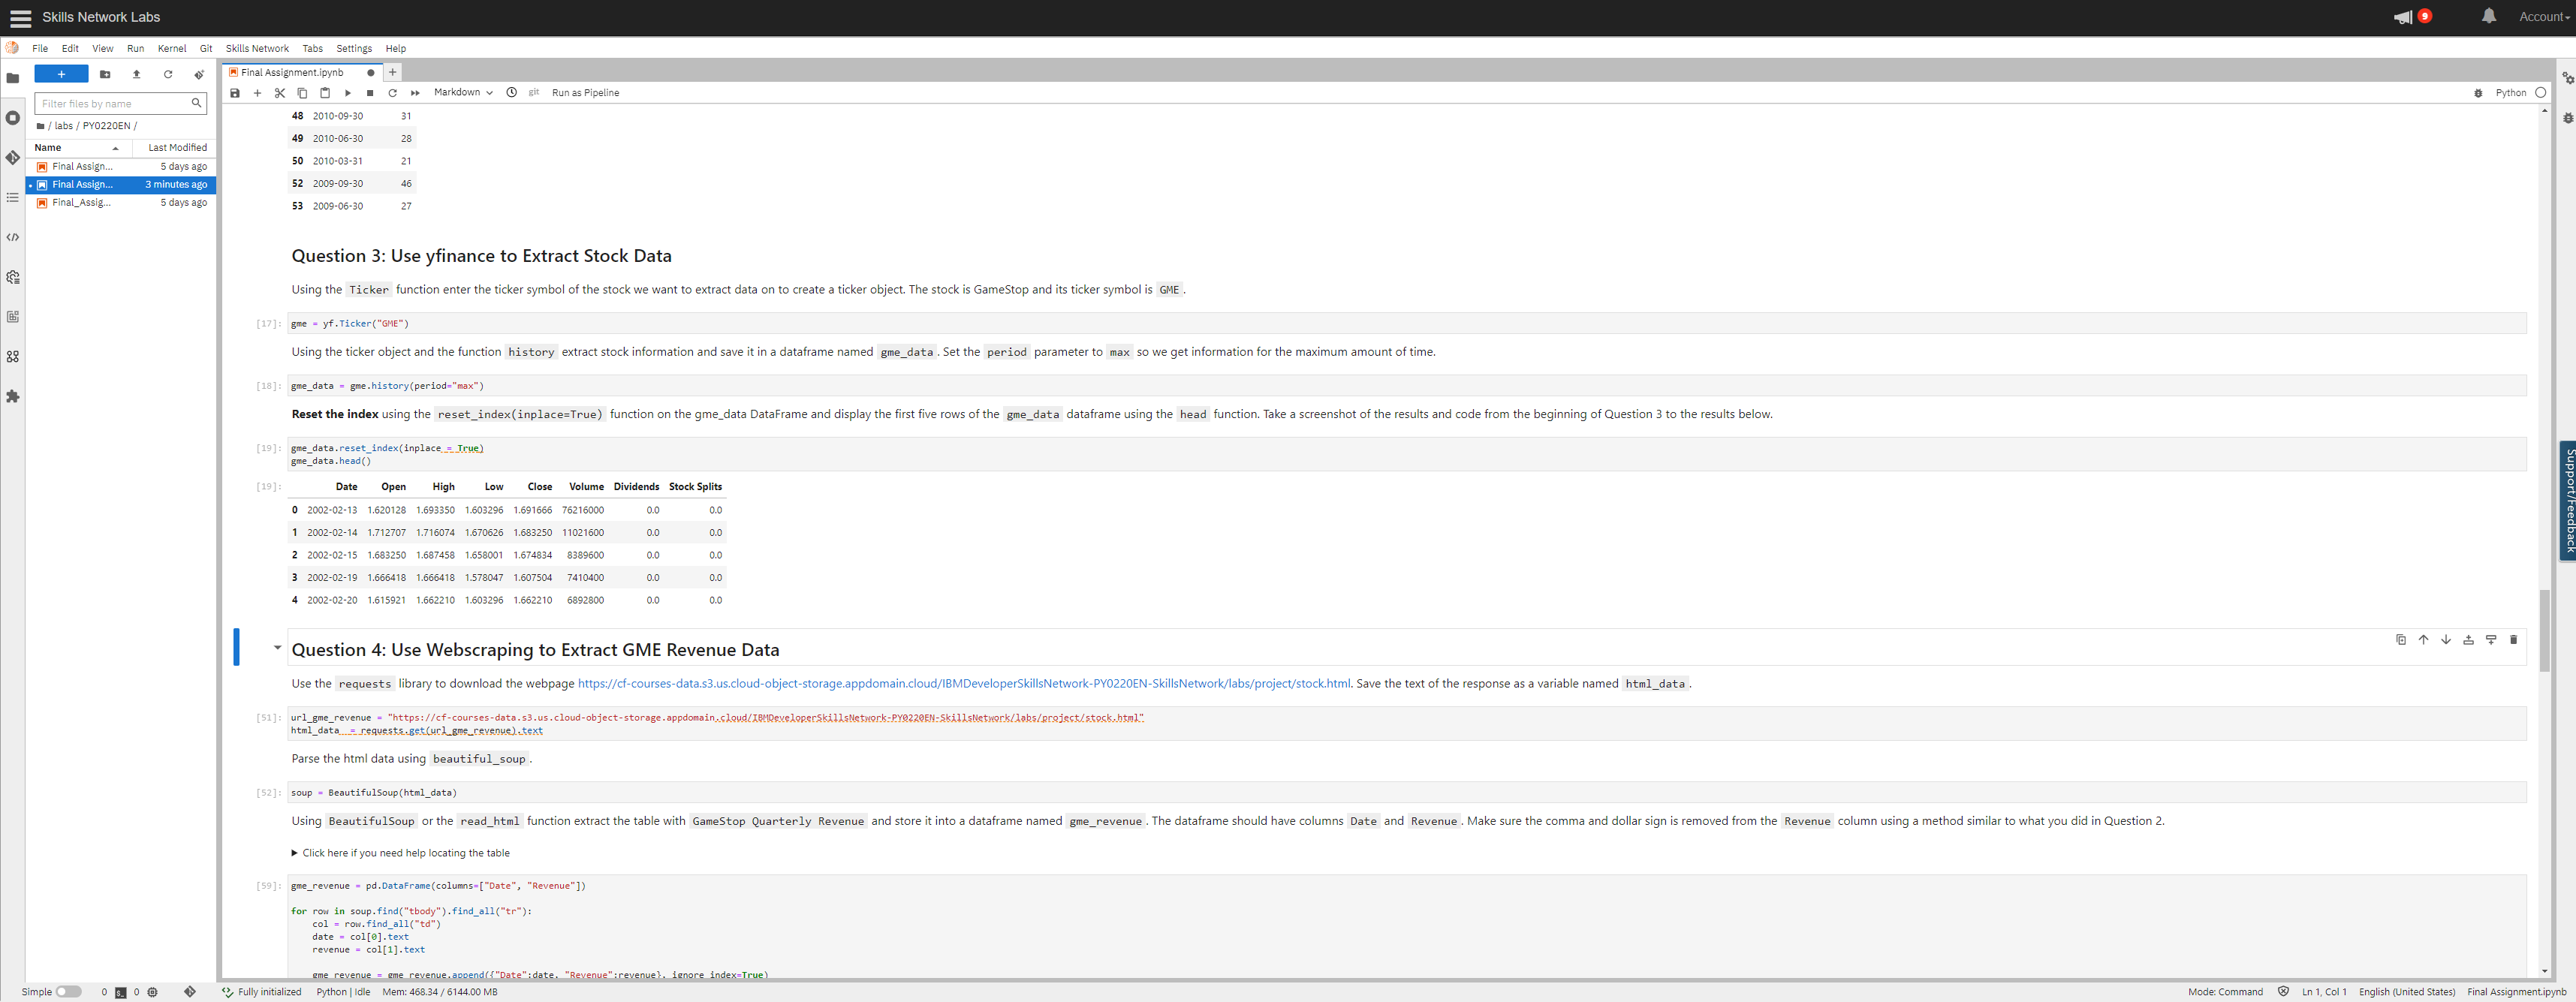 Skills Network Labs
9
Account
File Edit View Run Kernel Git Skills Network Tabs Settings Help
+
Final Assignment.ipynb
+
Filter files by name
Markdown
git
Run as Pipeline
Python
/ labs / PY0220EN /
Name Last Modified
Final Assign... 5 days ago
Final Assign... 3 minutes ago
Final_Assig... 5 days ago
48 2010-09-30 31
49 2010-06-30 28
50 2010-03-31 21
52 2009-09-30 46
53 2009-06-30 27
Question 3: Use yfinance to Extract Stock Data
Using the Ticker function enter the ticker symbol of the stock we want to extract data on to create a ticker object. The stock is GameStop and its ticker symbol is GME .
[17]: gme = yf.Ticker("GME")
Using the ticker object and the function history extract stock information and save it in a dataframe named gme_data . Set the period parameter to max so we get information for the maximum amount of time.
[18]: gme_data = gme.history(period="max")
Reset the index using the reset_index(inplace=True) function on the gme_data DataFrame and display the first five rows of the gme_data dataframe using the head function. Take a screenshot of the results and code from the beginning of Question 3 to the results below.
[19]: gme_data.reset_index(inplace = True)
gme_data.head()
[19]: Date Open High Low Close Volume Dividends Stock Splits
0 2002-02-13 1.620128 1.693350 1.603296 1.691666 76216000 0.0 0.0
1 2002-02-14 1.712707 1.716074 1.670626 1.683250 11021600 0.0 0.0
2 2002-02-15 1.683250 1.687458 1.658001 1.674834 8389600 0.0 0.0
3 2002-02-19 1.666418 1.666418 1.578047 1.607504 7410400 0.0 0.0
4 2002-02-20 1.615921 1.662210 1.603296 1.662210 6892800 0.0 0.0
Question 4: Use Webscraping to Extract GME Revenue Data
Use the requests library to download the webpage https://cf-courses-data.s3.us.cloud-object-storage.appdomain.cloud/IBMDeveloperSkillsNetwork-PY0220EN-SkillsNetwork/labs/project/stock.html. Save the text of the response as a variable named html_data .
[51]: url_gme_revenue = "https://cf-courses-data.s3.us.cloud-object-storage.appdomain.cloud/IBMDeveloperSkillsNetwork-PY0220EN-SkillsNetwork/labs/project/stock.html"
html_data  = requests.get(url_gme_revenue).text
Parse the html data using beautiful_soup .
[52]: soup = BeautifulSoup(html_data)
Using BeautifulSoup or the read_html function extract the table with GameStop Quarterly Revenue and store it into a dataframe named gme_revenue . The dataframe should have columns Date and Revenue . Make sure the comma and dollar sign is removed from the Revenue column using a method similar to what you did in Question 2.
Click here if you need help locating the table
[59]: gme_revenue = pd.DataFrame(columns=["Date", "Revenue"])
for row in soup.find("tbody").find_all("tr"):
col = row.find_all("td")
date = col[0].text
revenue = col[1].text
gme_revenue = gme_revenue.append({"Date":date, "Revenue":revenue}, ignore_index=True)
Support/Feedback
Simple 0 0 Fully initialized Python | Idle Mem: 468.34 / 6144.00 MB Mode: Command Ln 1, Col 1 English (United States) Final Assignment.ipynb